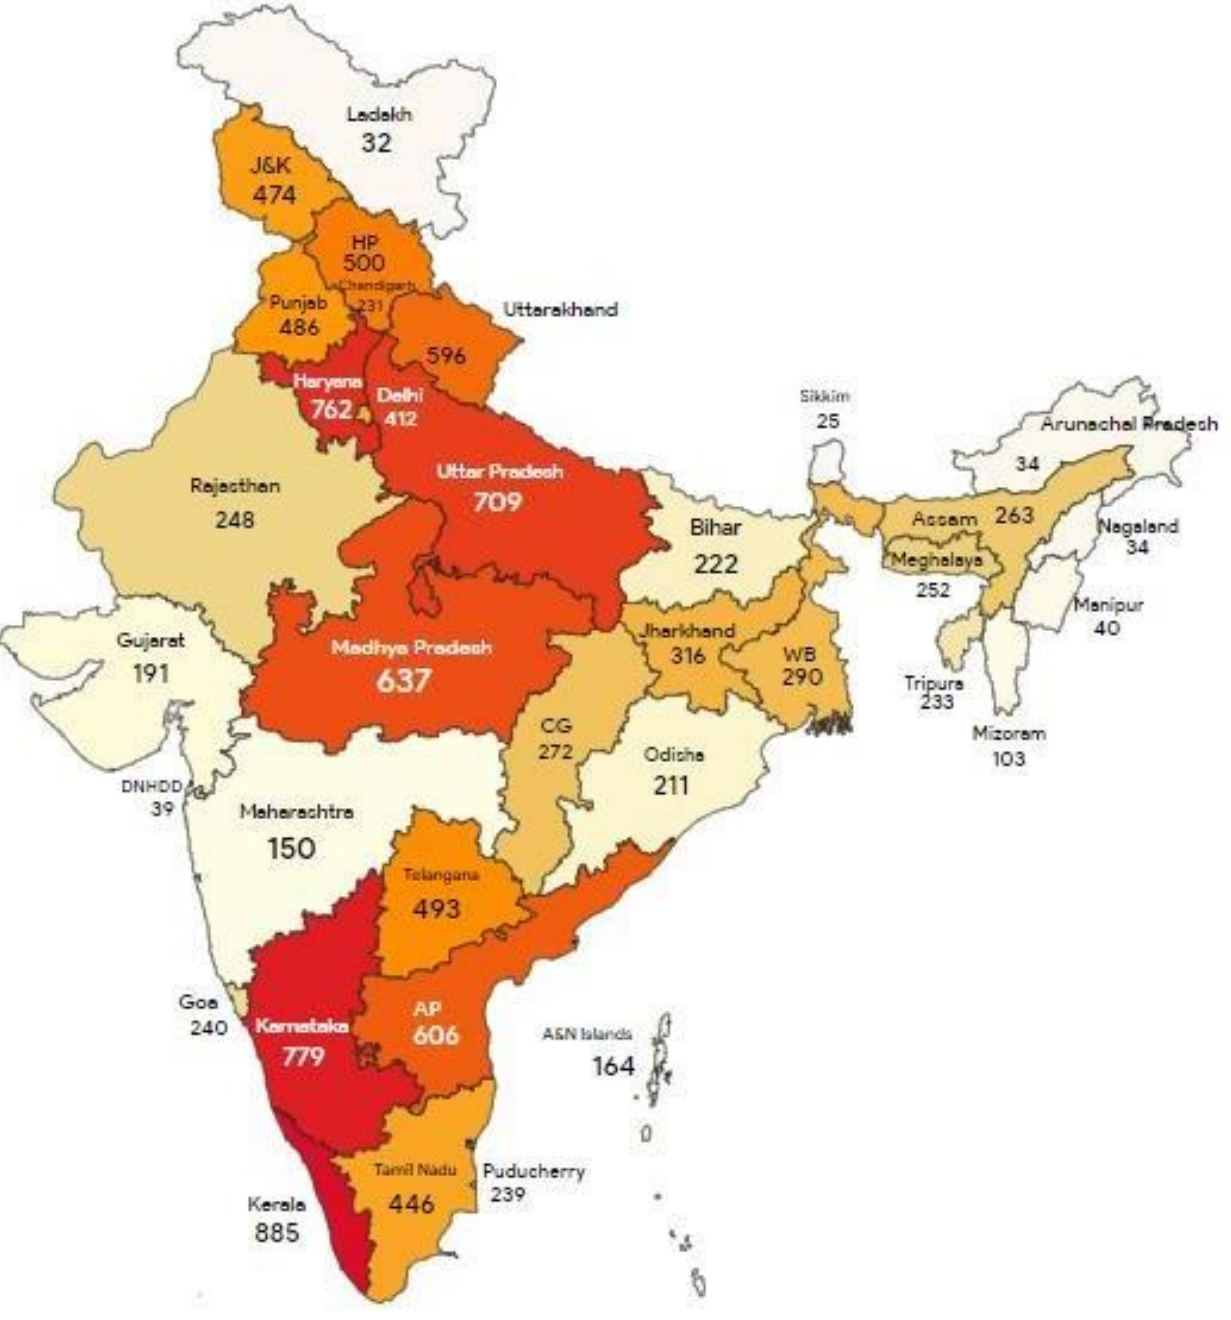 Ladakh
32
J&K
474
HP
500
Chandigarh
231
Punjab
486
Uttarakhand
596
Haryana
762
Delhi
412
Sikkim
25
Arunachal Pradesh
34
Rajasthan
248
Uttar Pradesh
709
Bihar
222
Assam 263
Nagaland
34
Meghalaya
252
Manipur
40
Gujarat
191
Madhya Pradesh
637
Jharkhand
316
WB
290
Tripura
233
Mizoram
103
CG
272
Odisha
211
DNHDD
39
Maharashtra
150
Telangana
493
Goa
240
Karnataka
779
AP
606
A&N Islands
164
Tamil Nadu
446
Puducherry
239
Kerala
885